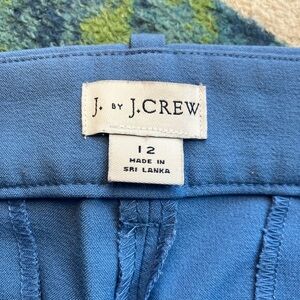 J. BY J.CREW
12
MADE IN
SRI LANKA